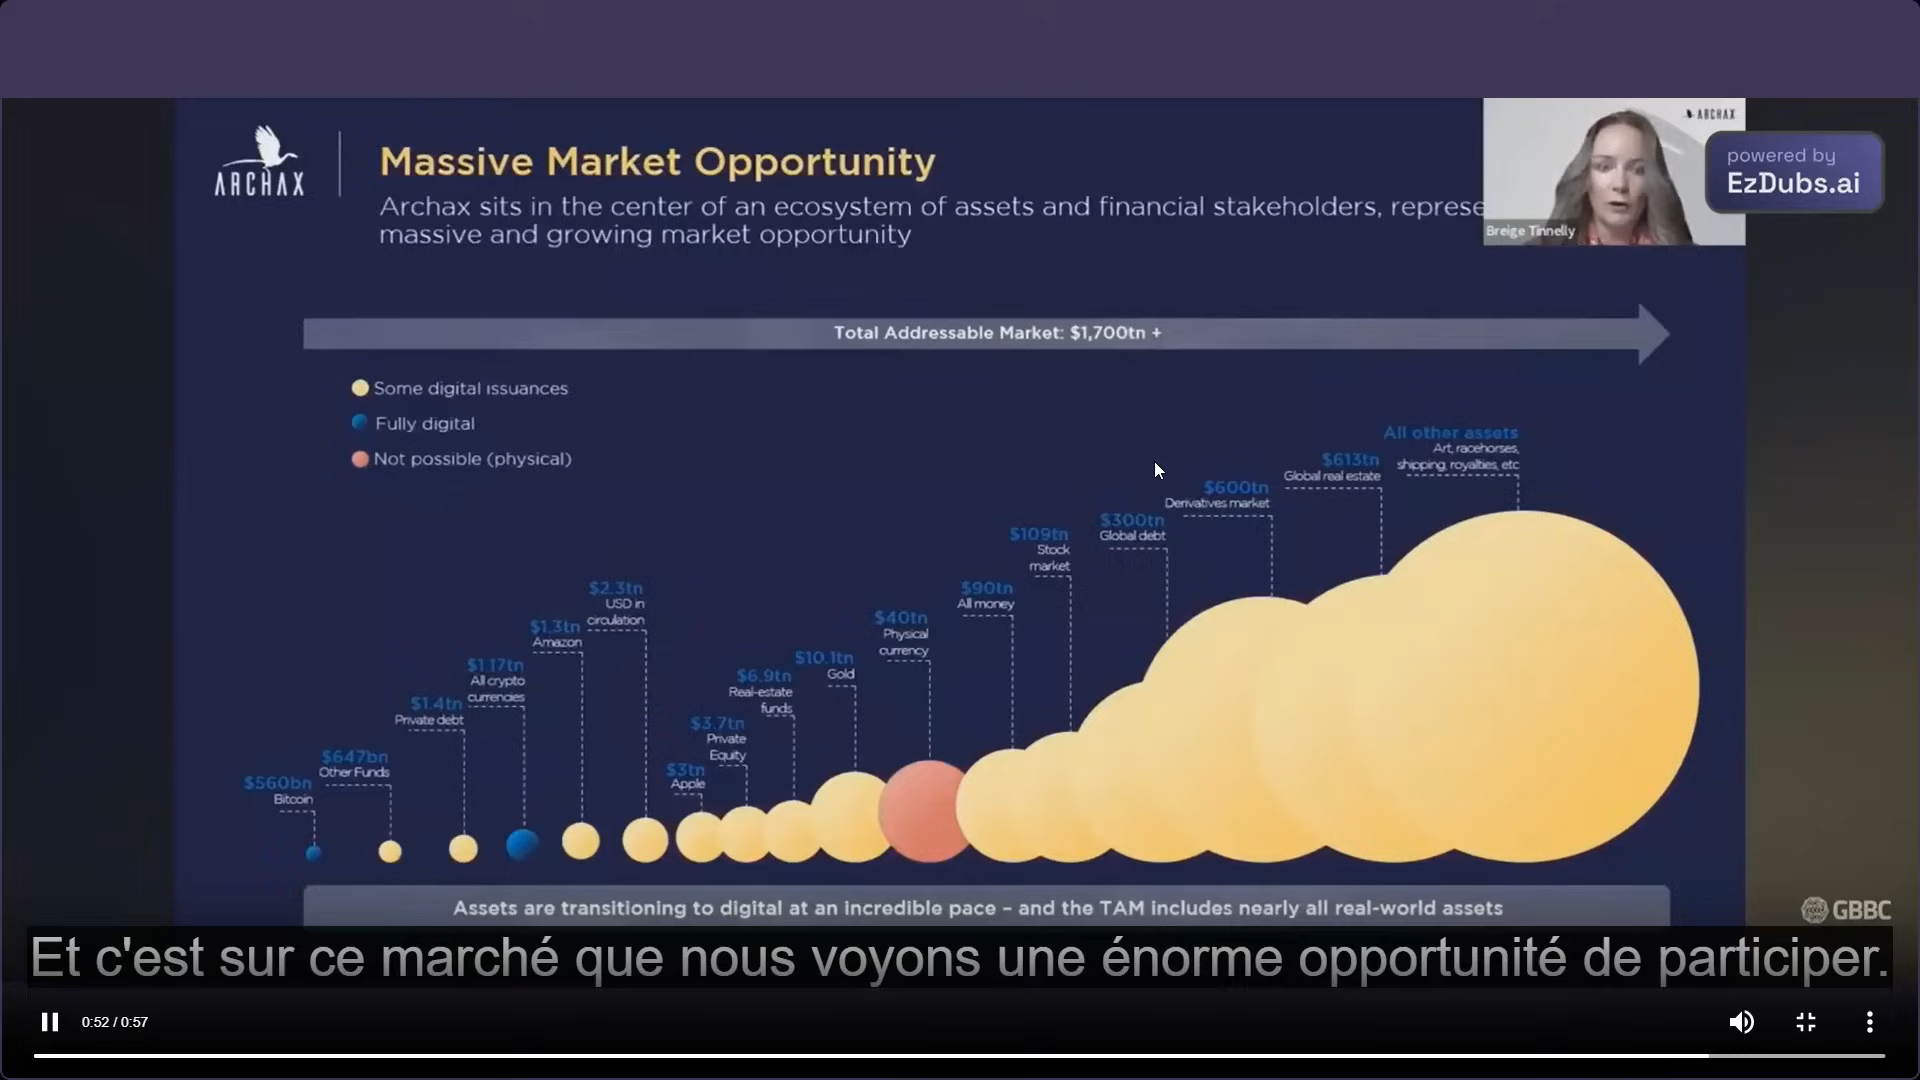 ARCHAX
Massive Market Opportunity
Archax sits in the center of an ecosystem of assets and financial stakeholders, represe
massive and growing market opportunity
ARCHAX
Breige Tinnelly
powered by
EzDubs.ai
Total Addressable Market: $1,700tn +
Some digital issuances
Fully digital
Not possible (physical)
$560bn
Bitcoin
$647bn
Other Funds
$1.4tn
Private debt
$1.17tn
All crypto
currencies
$1.3tn
Amazon
$2.3tn
USD in
circulation
$3tn
Apple
$3.7tn
Private
Equity
$6.9tn
Real-estate
funds
$10.1tn
Gold
$40tn
Physical
currency
$90tn
All money
$109tn
Stock
market
$300tn
Global debt
$600tn
Derivatives market
$613tn
Global real estate
All other assets
Art, racehorses,
shipping, royalties, etc
Assets are transitioning to digital at an incredible pace – and the TAM includes nearly all real-world assets
GBBC
Et c'est sur ce marché que nous voyons une énorme opportunité de participer.
0:52 / 0:57